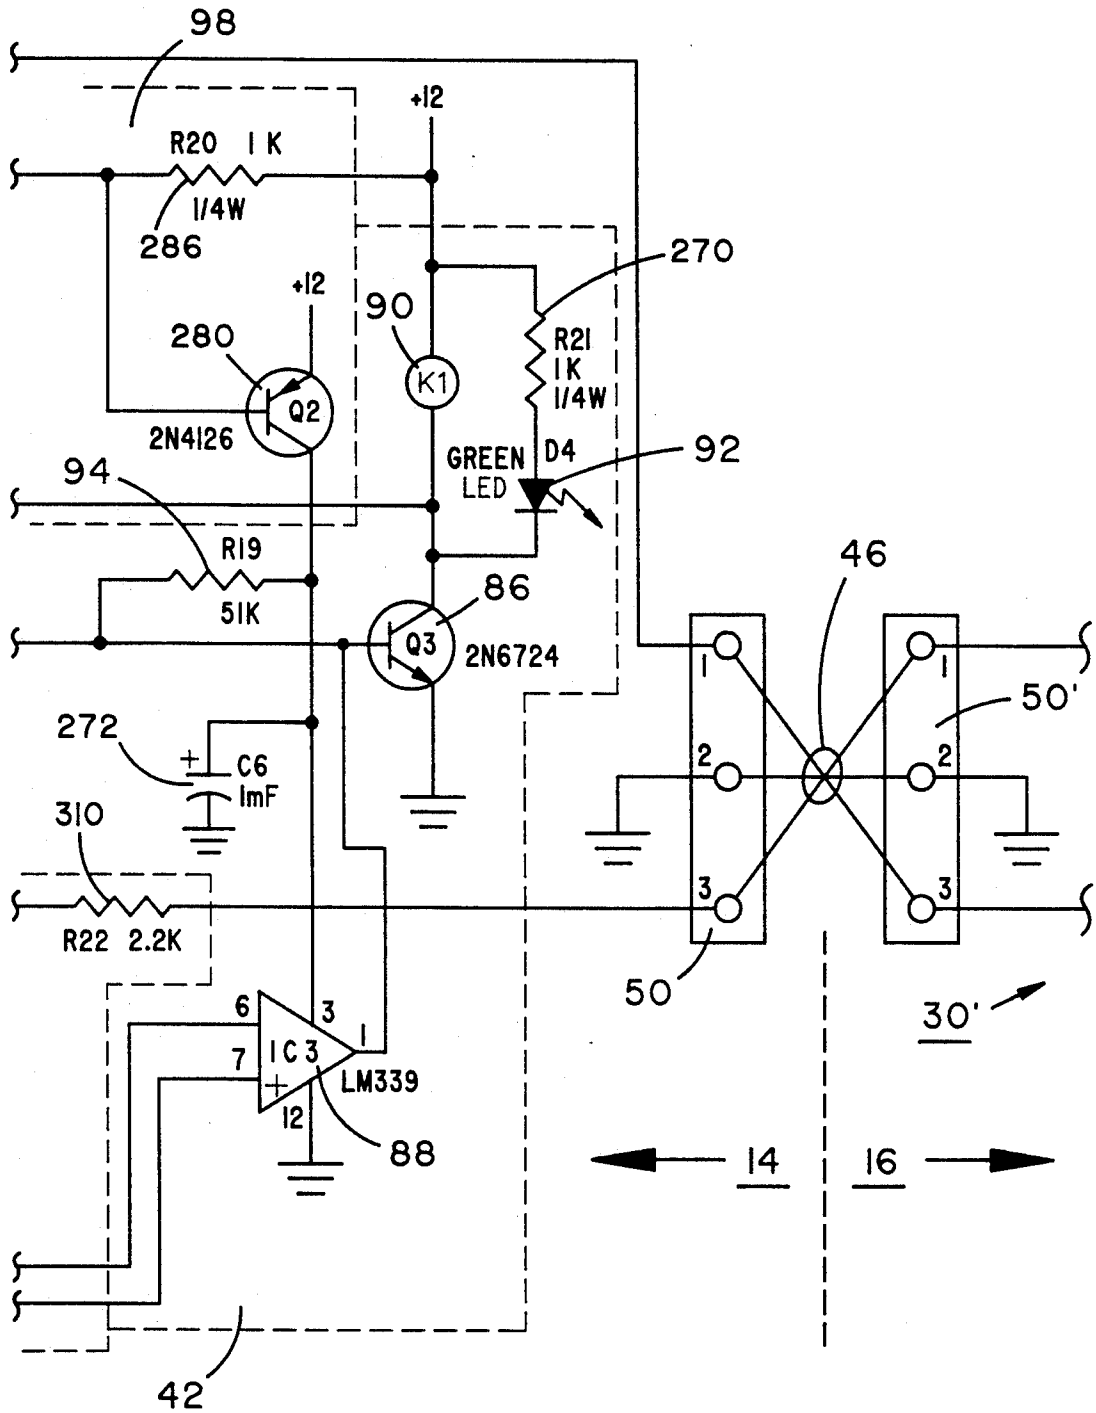 98
+12
R20 1 K
1/4W
286
270
+12
90
280
R21
1K
1/4W
K1
Q2
2N4126
D4
92
GREEN
LED
94
R19
46
51K
86
Q3
2N6724
1
1
50'
272
+
C6
1mF
2
2
310
3
3
R22 2.2K
50
6
3
30'
1
7
IC3
LM339
+
12
88
14
16
42